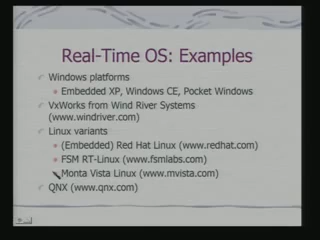 Real-Time OS: Examples
Windows platforms
Embedded XP, Windows CE, Pocket Windows
VxWorks from Wind River Systems
(www.windriver.com)
Linux variants
(Embedded) Red Hat Linux (www.redhat.com)
FSM RT-Linux (www.fsmlabs.com)
Monta Vista Linux (www.mvista.com)
QNX (www.qnx.com)